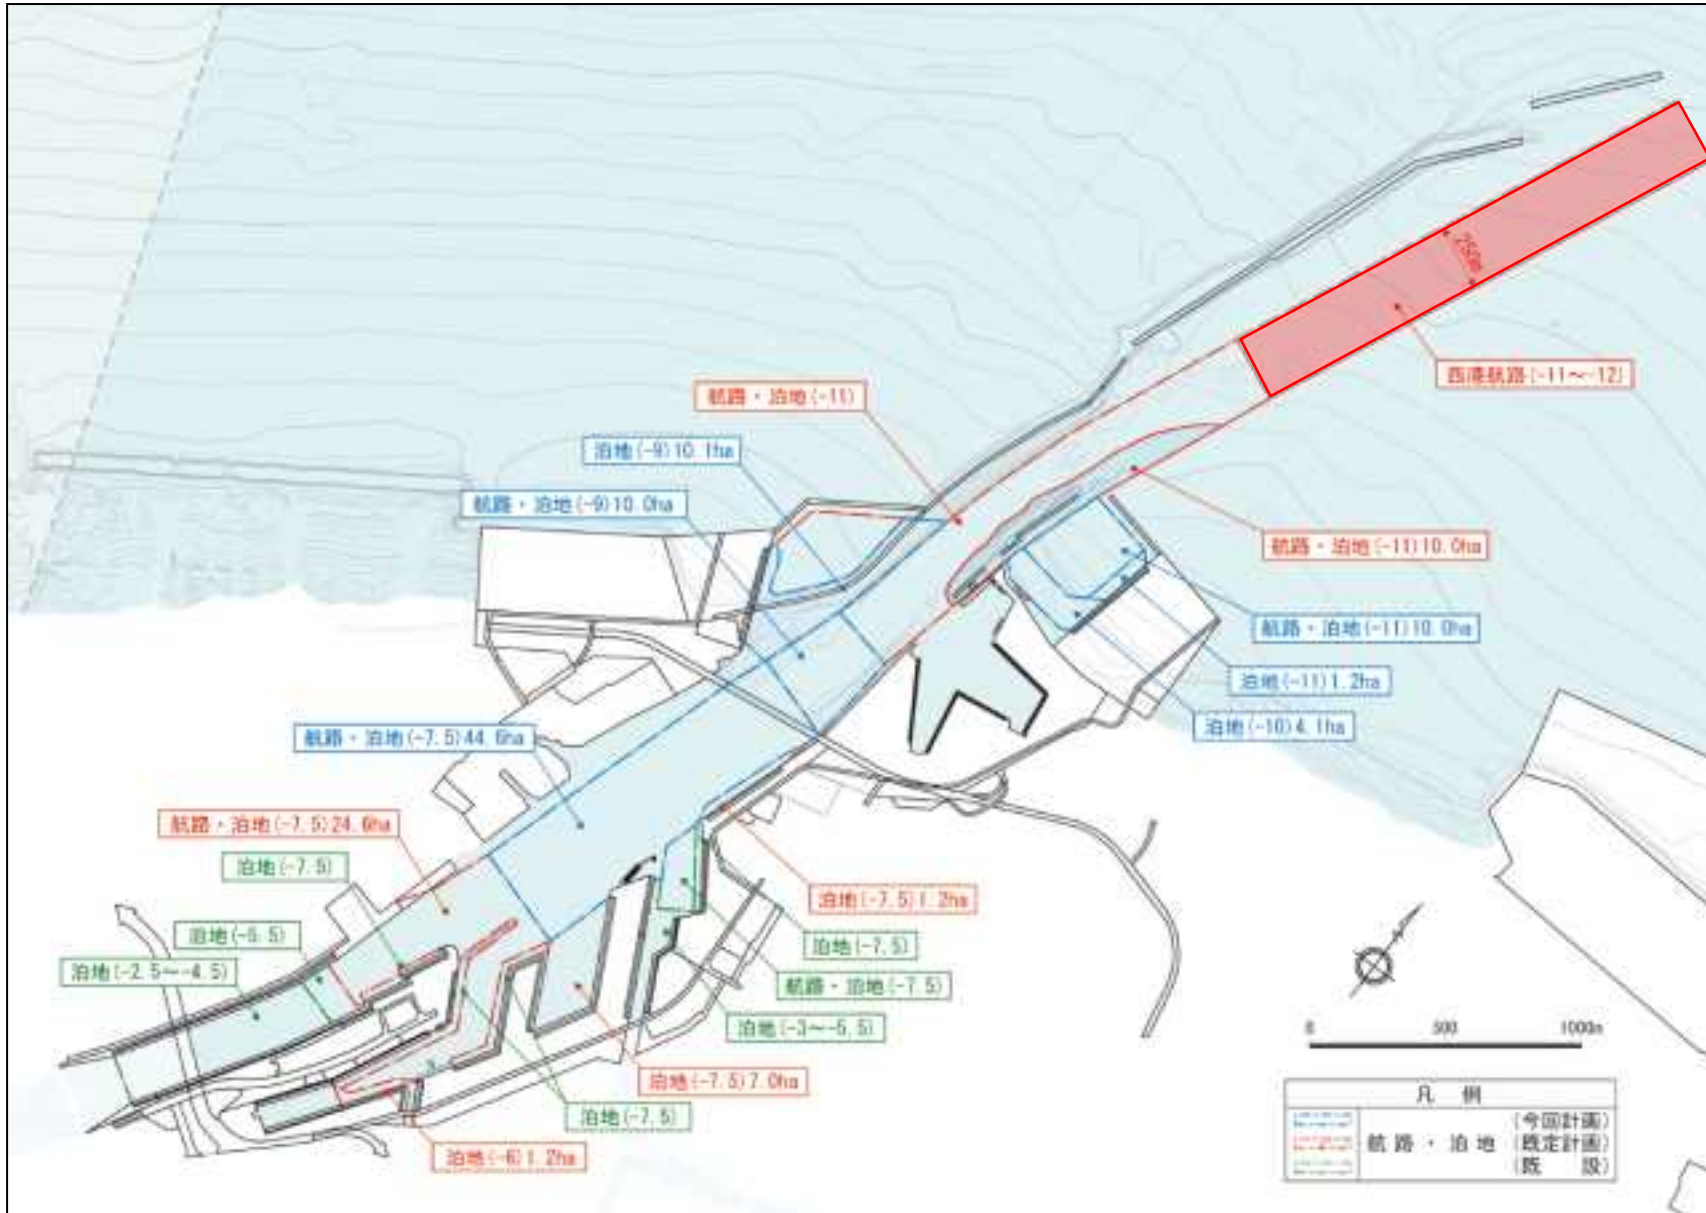 250m
西港航路(-11～-12)
航路・泊地(-11)
泊地(-9)10.1ha
航路・泊地(-9)10.0ha
航路・泊地(-11)10.0ha
航路・泊地(-11)10.0ha
泊地(-11)1.2ha
泊地(-10)4.1ha
航路・泊地(-7.5)44.6ha
航路・泊地(-7.5)24.6ha
泊地(-7.5)
泊地(-5.5)
泊地(-2.5～-4.5)
泊地(-7.5)1.2ha
泊地(-7.5)
航路・泊地(-7.5)
泊地(-3～-5.5)
泊地(-7.5)7.0ha
泊地(-7.5)
泊地(-6)1.2ha
0 500 1000m
凡 例
(今回計画)
航路・泊地 (既定計画)
(既 設)